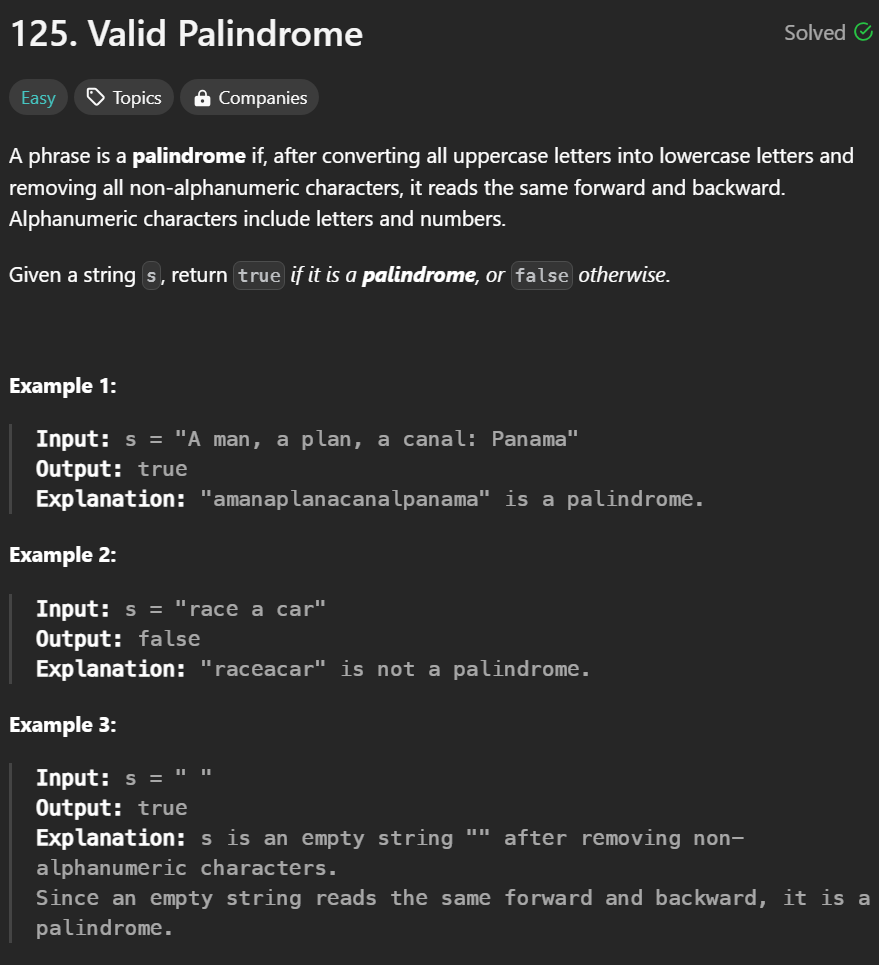 125. Valid Palindrome
Solved
Easy
Topics
Companies
A phrase is a palindrome if, after converting all uppercase letters into lowercase letters and
removing all non-alphanumeric characters, it reads the same forward and backward.
Alphanumeric characters include letters and numbers.
Given a string s, return true if it is a palindrome, or false otherwise.
Example 1:
Input: s = "A man, a plan, a canal: Panama"
Output: true
Explanation: "amanaplanacanalpanama" is a palindrome.
Example 2:
Input: s = "race a car"
Output: false
Explanation: "raceacar" is not a palindrome.
Example 3:
Input: s = " "
Output: true
Explanation: s is an empty string "" after removing non-
alphanumeric characters.
Since an empty string reads the same forward and backward, it is a
palindrome.